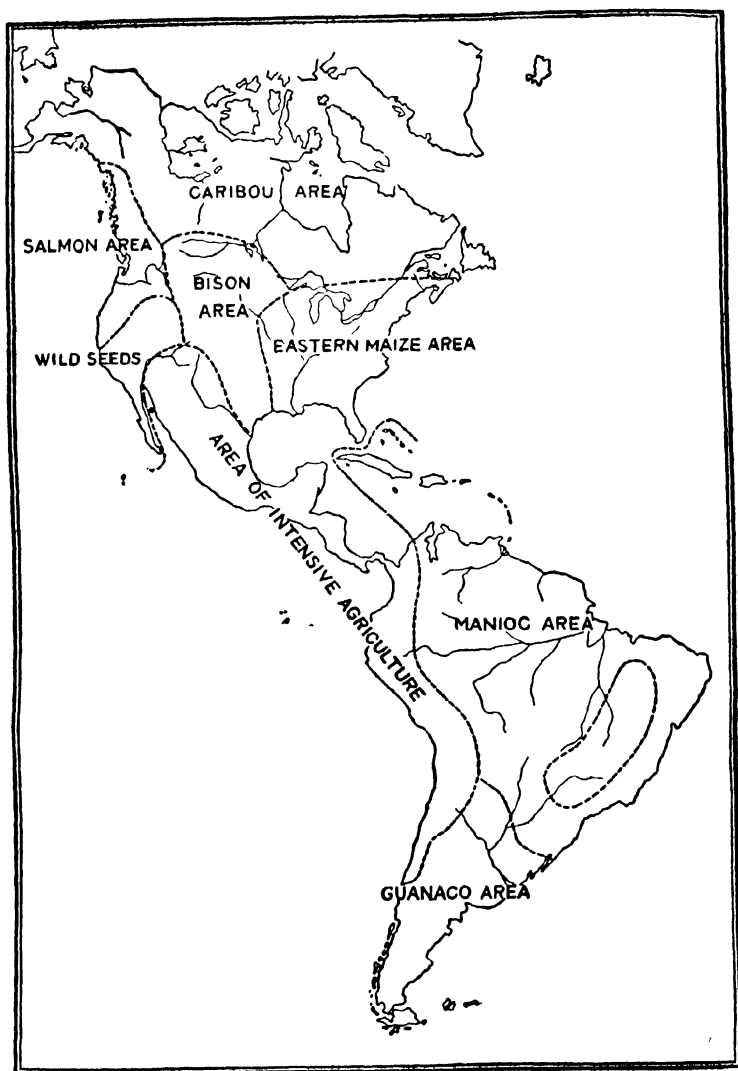 CARIBOU AREA
SALMON AREA
BISON
AREA
EASTERN MAIZE AREA
WILD SEEDS
AREA OF INTENSIVE AGRICULTURE
MANIOC AREA
GUANACO AREA